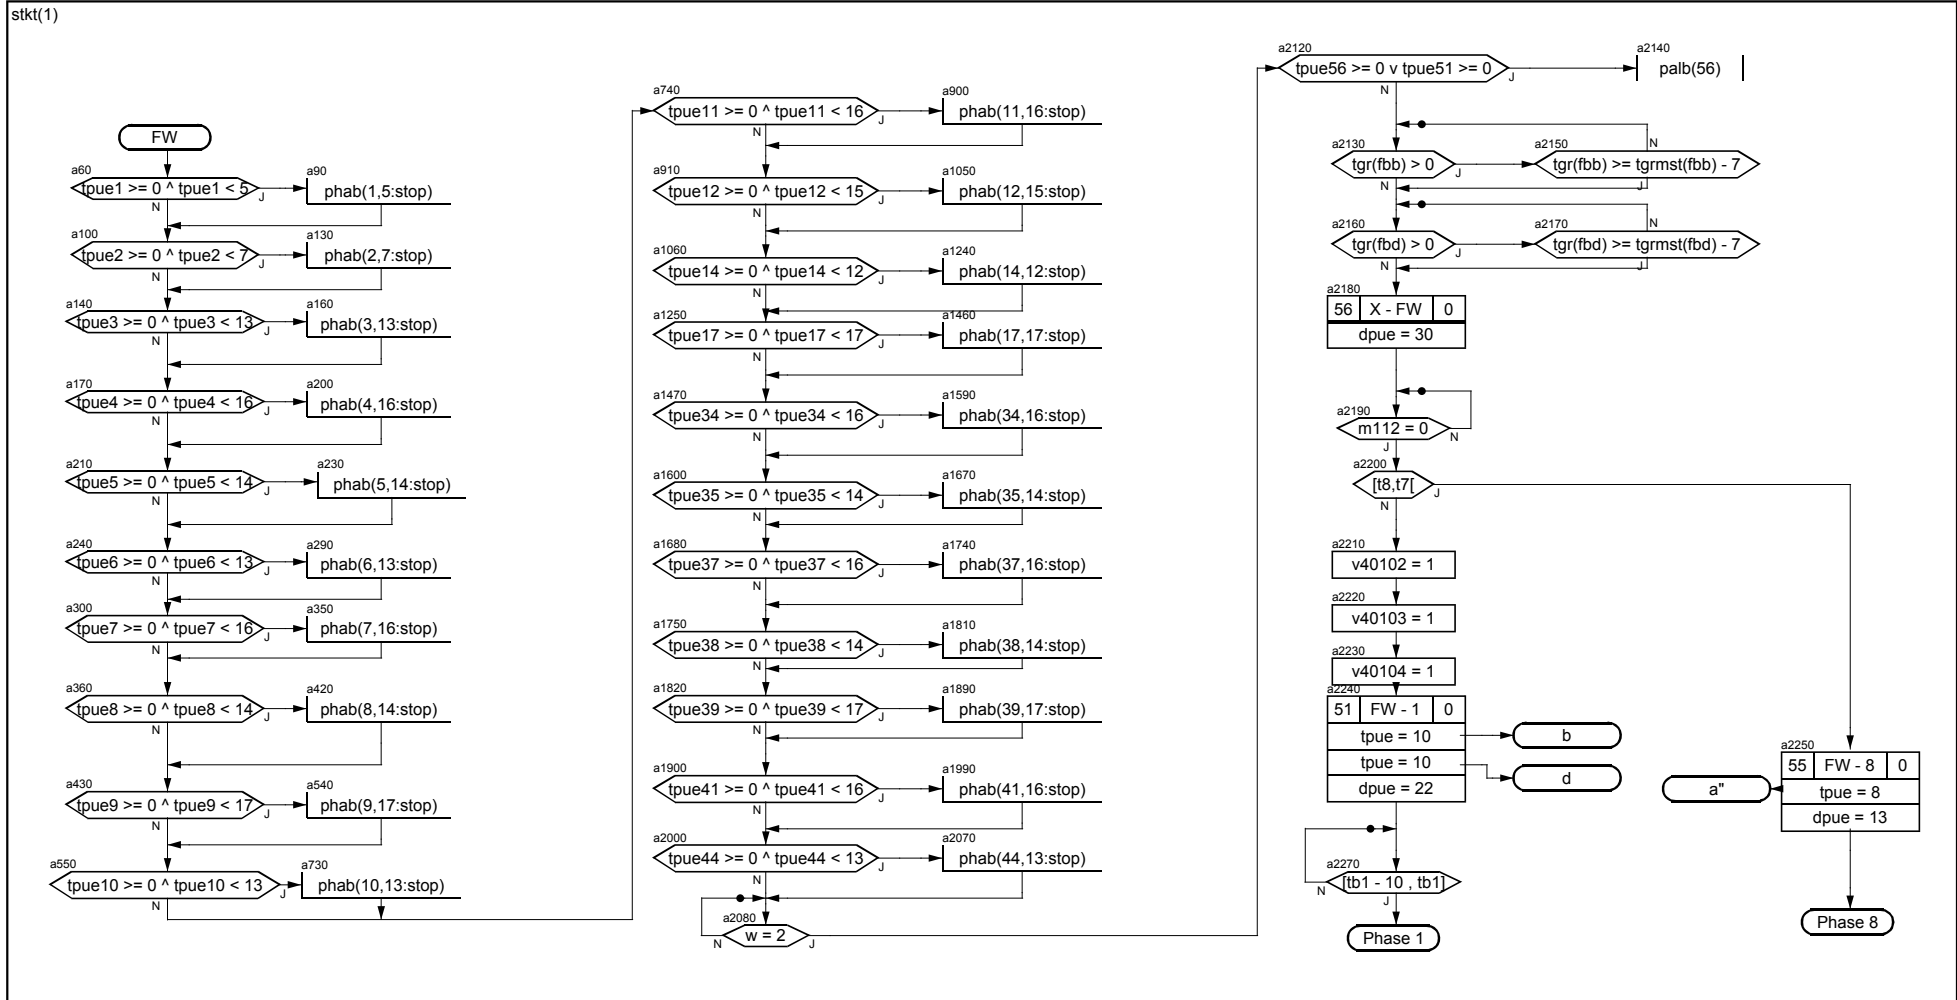 stkt(1)
FW
a60
tpue1 >= 0 ^ tpue1 < 5
J
N
a90
phab(1,5:stop)
a100
tpue2 >= 0 ^ tpue2 < 7
J
N
a130
phab(2,7:stop)
a140
tpue3 >= 0 ^ tpue3 < 13
J
N
a160
phab(3,13:stop)
a170
tpue4 >= 0 ^ tpue4 < 16
J
N
a200
phab(4,16:stop)
a210
tpue5 >= 0 ^ tpue5 < 14
J
N
a230
phab(5,14:stop)
a240
tpue6 >= 0 ^ tpue6 < 13
J
N
a290
phab(6,13:stop)
a300
tpue7 >= 0 ^ tpue7 < 16
J
N
a350
phab(7,16:stop)
a360
tpue8 >= 0 ^ tpue8 < 14
J
N
a420
phab(8,14:stop)
a430
tpue9 >= 0 ^ tpue9 < 17
J
N
a540
phab(9,17:stop)
a550
tpue10 >= 0 ^ tpue10 < 13
J
N
a730
phab(10,13:stop)
a740
tpue11 >= 0 ^ tpue11 < 16
J
N
a900
phab(11,16:stop)
a910
tpue12 >= 0 ^ tpue12 < 15
J
N
a1050
phab(12,15:stop)
a1060
tpue14 >= 0 ^ tpue14 < 12
J
N
a1240
phab(14,12:stop)
a1250
tpue17 >= 0 ^ tpue17 < 17
J
N
a1460
phab(17,17:stop)
a1470
tpue34 >= 0 ^ tpue34 < 16
J
N
a1590
phab(34,16:stop)
a1600
tpue35 >= 0 ^ tpue35 < 14
J
N
a1670
phab(35,14:stop)
a1680
tpue37 >= 0 ^ tpue37 < 16
J
N
a1740
phab(37,16:stop)
a1750
tpue38 >= 0 ^ tpue38 < 14
J
N
a1810
phab(38,14:stop)
a1820
tpue39 >= 0 ^ tpue39 < 17
J
N
a1890
phab(39,17:stop)
a1900
tpue41 >= 0 ^ tpue41 < 16
J
N
a1990
phab(41,16:stop)
a2000
tpue44 >= 0 ^ tpue44 < 13
J
N
a2070
phab(44,13:stop)
a2080
w = 2
N
J
a2120
tpue56 >= 0 v tpue51 >= 0
J
N
a2140
palb(56)
a2130
tgr(fbb) > 0
J
N
a2150
N
tgr(fbb) >= tgrmst(fbb) - 7
J
a2160
tgr(fbd) > 0
J
N
a2170
N
tgr(fbd) >= tgrmst(fbd) - 7
J
a2180
56 X - FW 0
dpue = 30
a2190
m112 = 0
N
J
a2200
[t8,t7[
J
N
a2210
v40102 = 1
a2220
v40103 = 1
a2230
v40104 = 1
a2240
51 FW - 1 0
tpue = 10
b
tpue = 10
d
dpue = 22
a2270
[tb1 - 10 , tb1]
N
J
Phase 1
a2250
55 FW - 8 0
tpue = 8
a"
dpue = 13
Phase 8